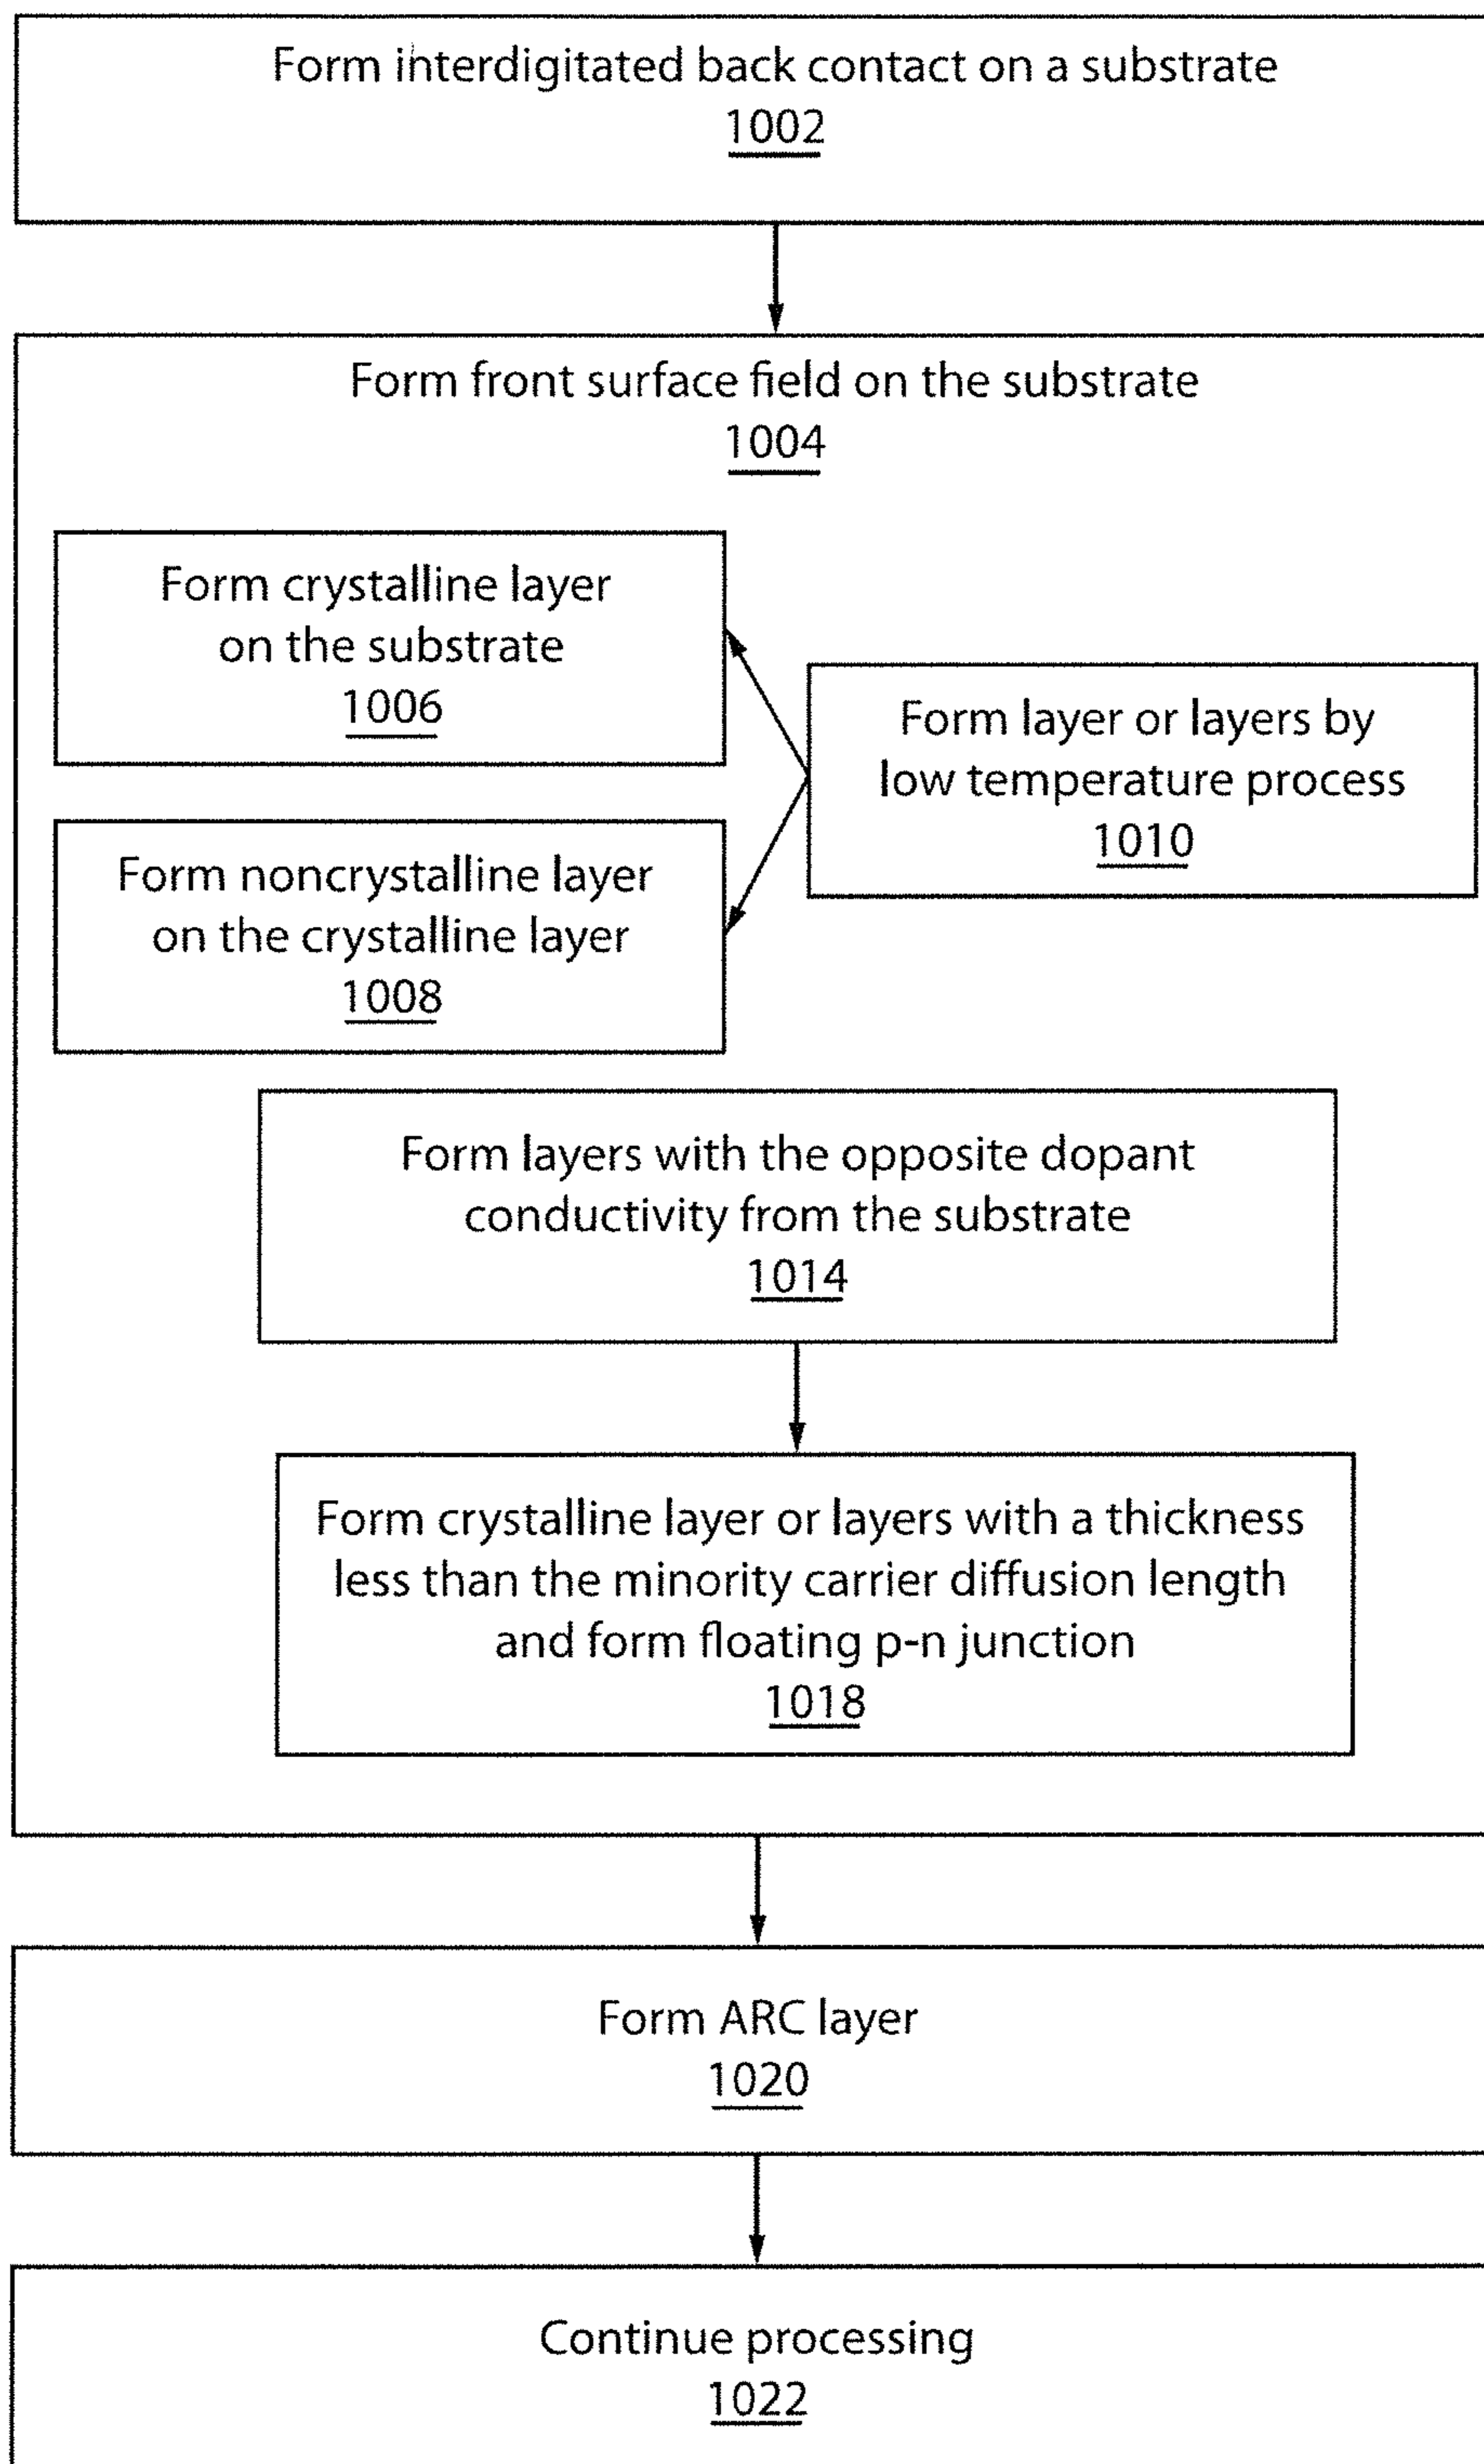 Form interdigitated back contact on a substrate
1002
Form front surface field on the substrate
1004
Form crystalline layer
on the substrate
1006
Form layer or layers by
low temperature process
1010
Form noncrystalline layer
on the crystalline layer
1008
Form layers with the opposite dopant
conductivity from the substrate
1014
Form crystalline layer or layers with a thickness
less than the minority carrier diffusion length
and form floating p-n junction
1018
Form ARC layer
1020
Continue processing
1022